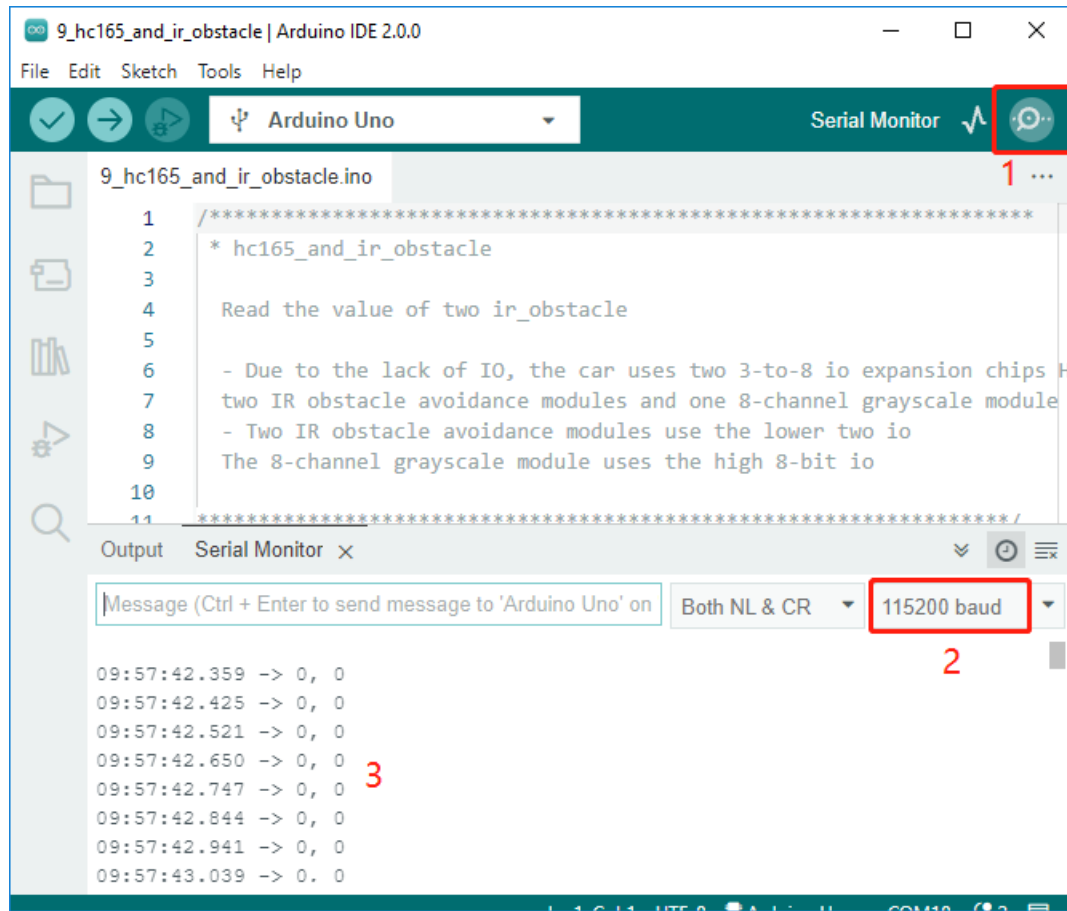 9_hc165_and_ir_obstacle | Arduino IDE 2.0.0
File Edit Sketch Tools Help
Arduino Uno
Serial Monitor
1
9_hc165_and_ir_obstacle.ino
1 /*******************************************************************
2 * hc165_and_ir_obstacle
3
4 Read the value of two ir_obstacle
5
6 - Due to the lack of IO, the car uses two 3-to-8 io expansion chips H
7 two IR obstacle avoidance modules and one 8-channel grayscale module
8 - Two IR obstacle avoidance modules use the lower two io
9 The 8-channel grayscale module uses the high 8-bit io
10
11 ******************************************************************/
Output Serial Monitor
Message (Ctrl + Enter to send message to 'Arduino Uno' on
Both NL & CR
115200 baud
2
09:57:42.359 -> 0, 0
09:57:42.425 -> 0, 0
09:57:42.521 -> 0, 0
09:57:42.650 -> 0, 0
3
09:57:42.747 -> 0, 0
09:57:42.844 -> 0, 0
09:57:42.941 -> 0, 0
09:57:43.039 -> 0, 0